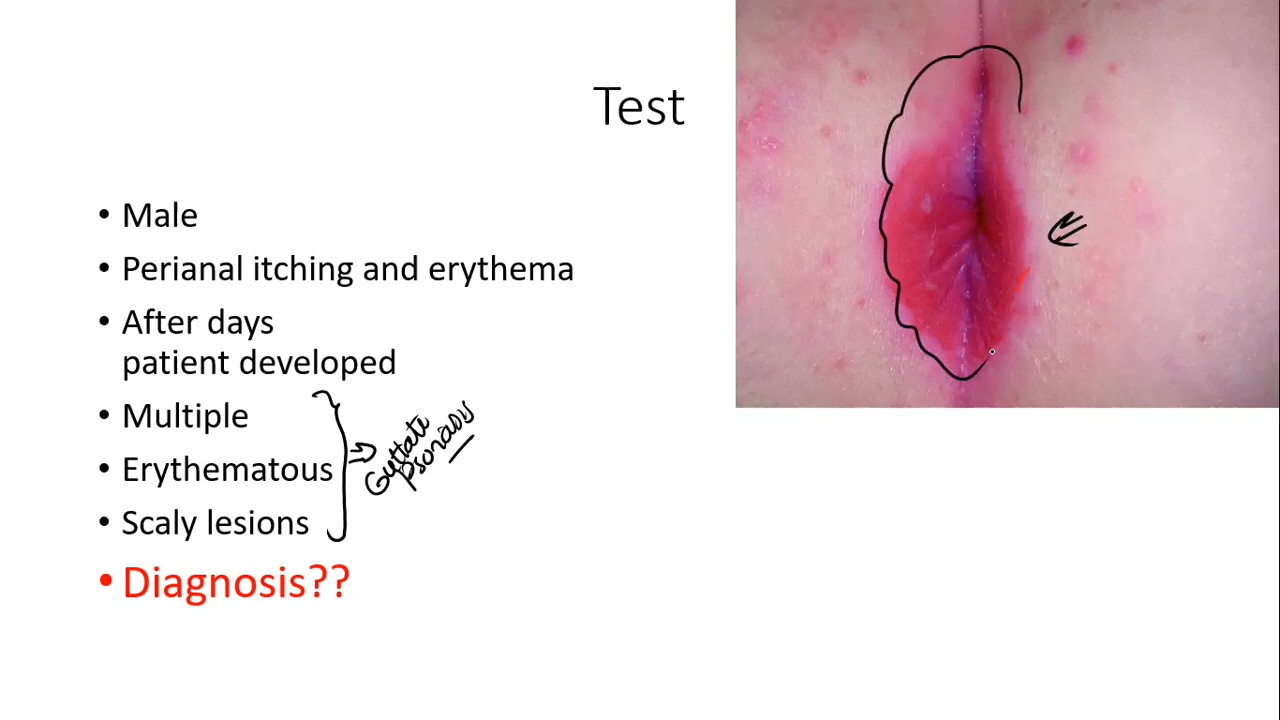 Test
• Male
• Perianal itching and erythema
• After days
patient developed
• Multiple
• Erythematous
• Scaly lesions
Guttate
Psoriasis
• Diagnosis??